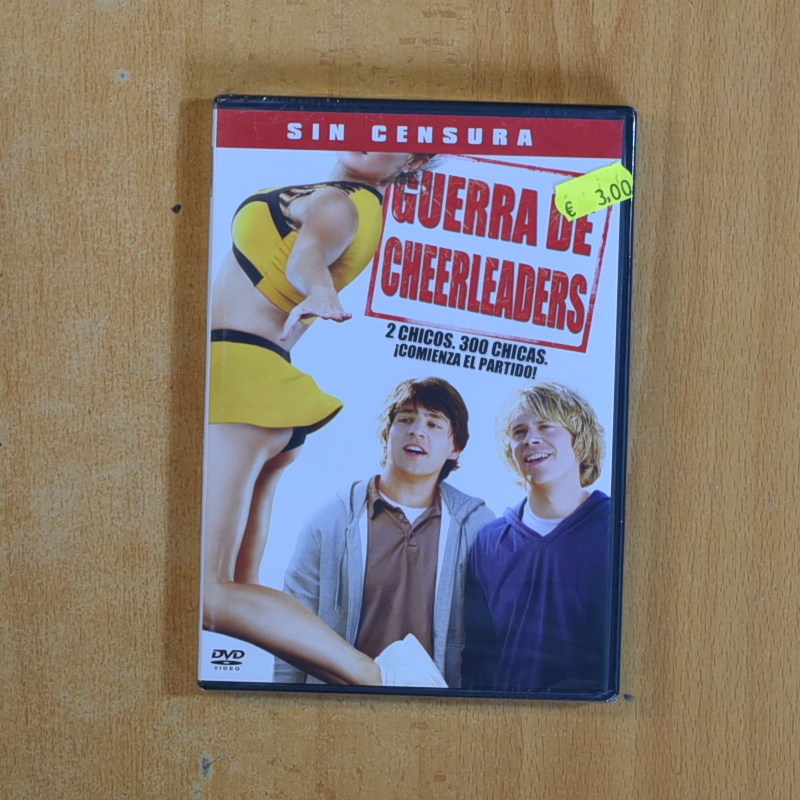 SIN CENSURA
GUERRA DE
CHEERLEADERS
€ 3,00
2 CHICOS. 300 CHICAS.
¡COMIENZA EL PARTIDO!
DVD
VIDEO